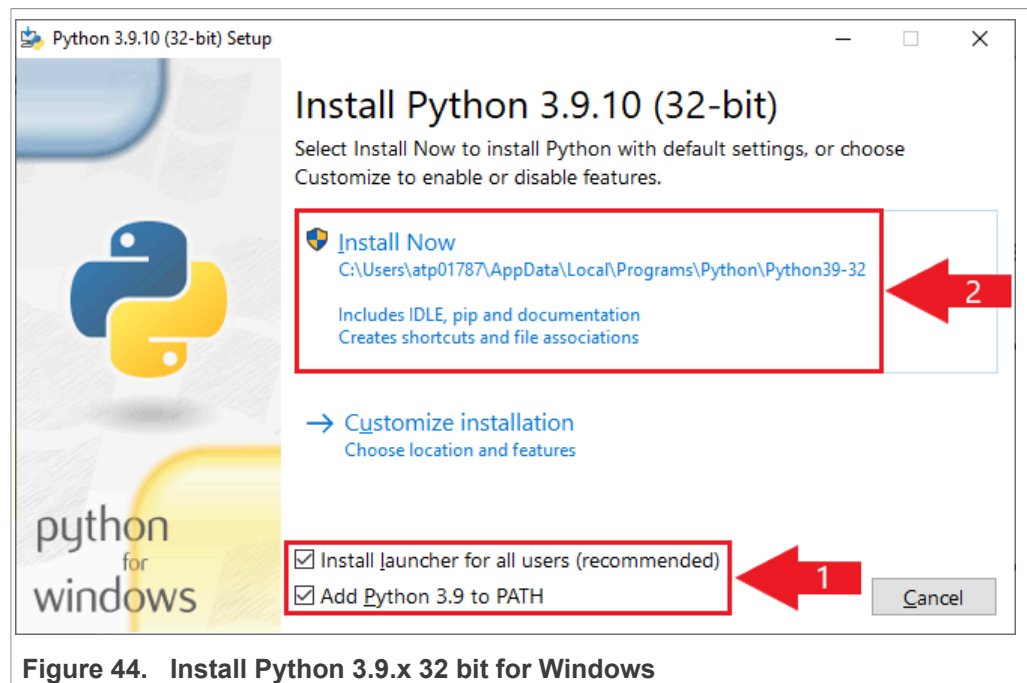 Python 3.9.10 (32-bit) Setup
Install Python 3.9.10 (32-bit)
Select Install Now to install Python with default settings, or choose
Customize to enable or disable features.
Install Now
C:\Users\atp01787\AppData\Local\Programs\Python\Python39-32
2
Includes IDLE, pip and documentation
Creates shortcuts and file associations
→ Customize installation
Choose location and features
python
for
windows
Install launcher for all users (recommended)
1
Add Python 3.9 to PATH
Cancel
Figure 44. Install Python 3.9.x 32 bit for Windows